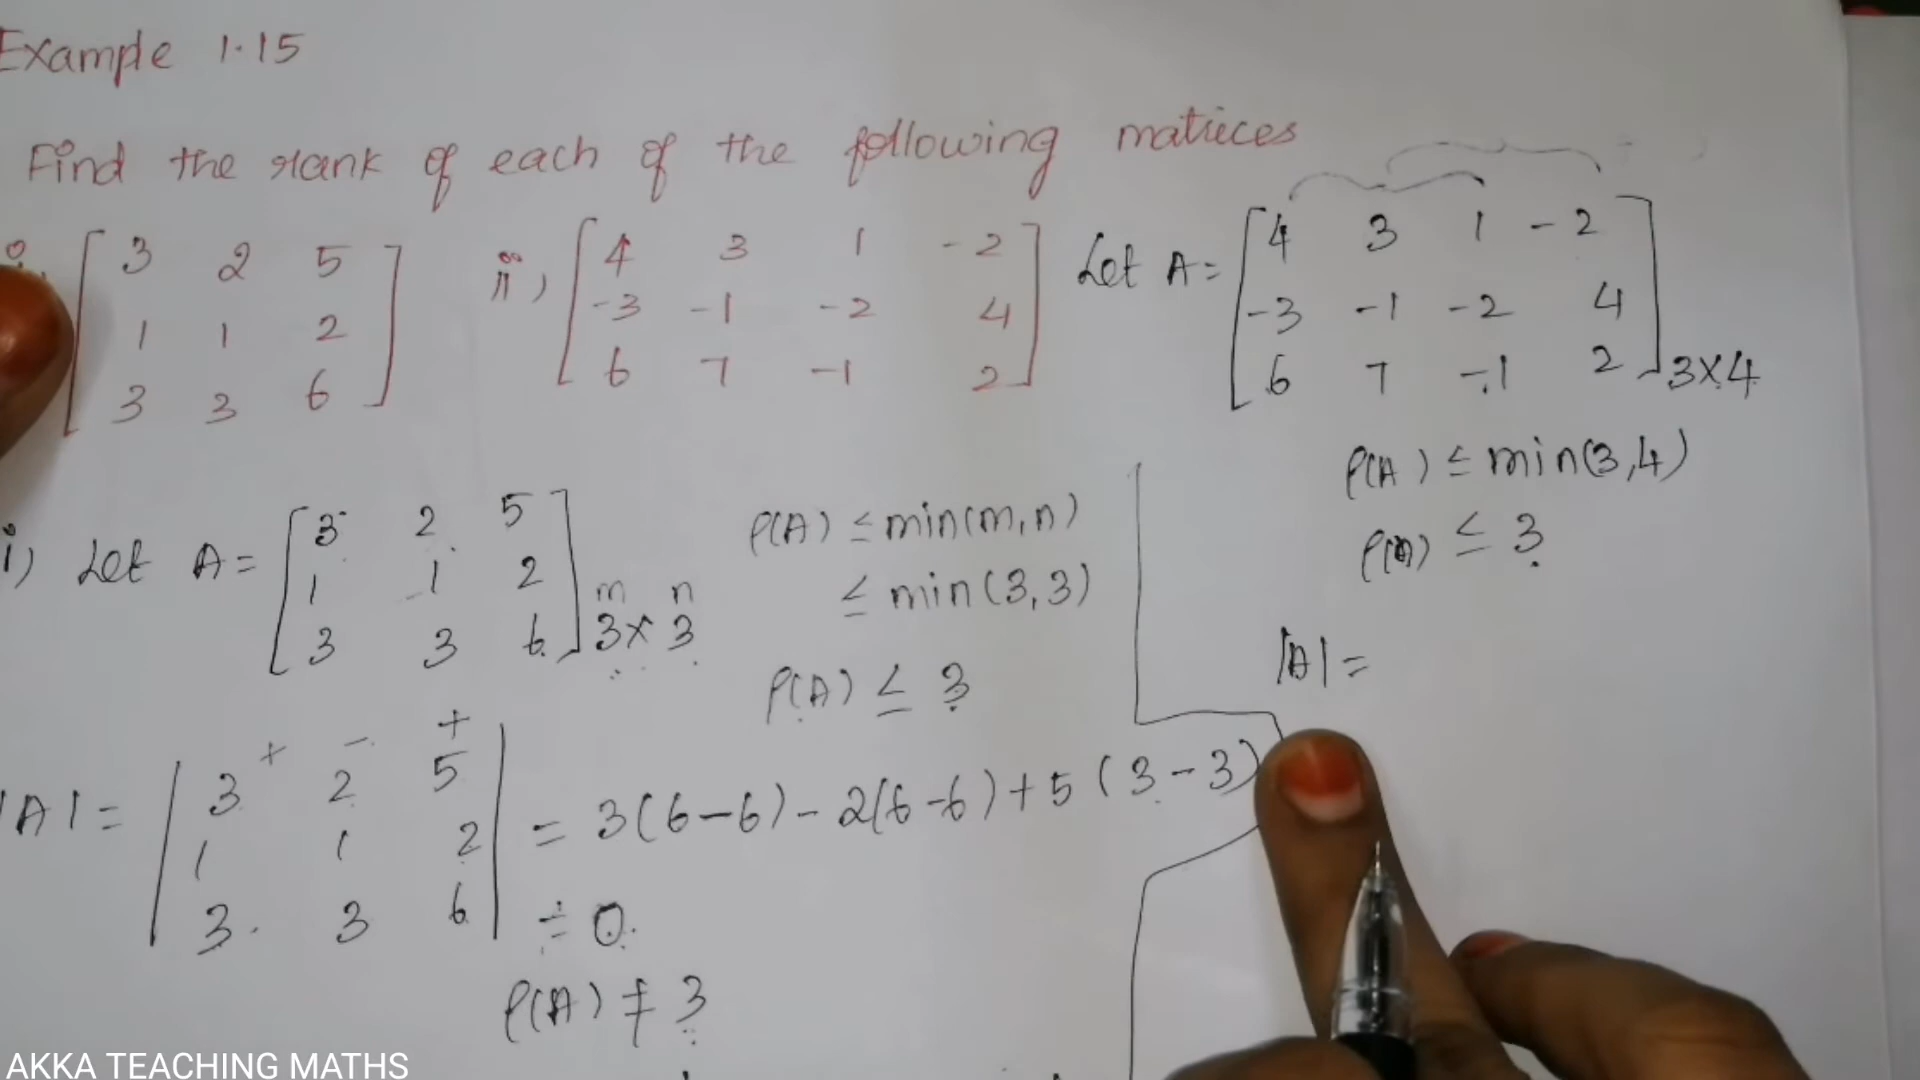 Example 1.15
Find the rank of each of the following matrices
i, [ 3 2 5
1 1 2
3 3 6 ]
ii, [ 4 3 1 -2
-3 -1 -2 4
6 7 -1 2 ]
Let A = [ 4 3 1 -2
-3 -1 -2 4
6 7 -1 2 ] 3×4
ρ(A) ≤ min(3,4)
ρ(A) ≤ 3
|A| =
i) Let A = [ 3 2 5
1 1 2
3 3 6 ] 3×3
m n
ρ(A) ≤ min(m,n)
≤ min(3,3)
ρ(A) ≤ 3
+ - +
|A| = | 3 2 5
1 1 2
3 3 6 | = 3(6-6)-2(6-6)+5(3-3)
= 0
ρ(A) ≠ 3
AKKA TEACHING MATHS